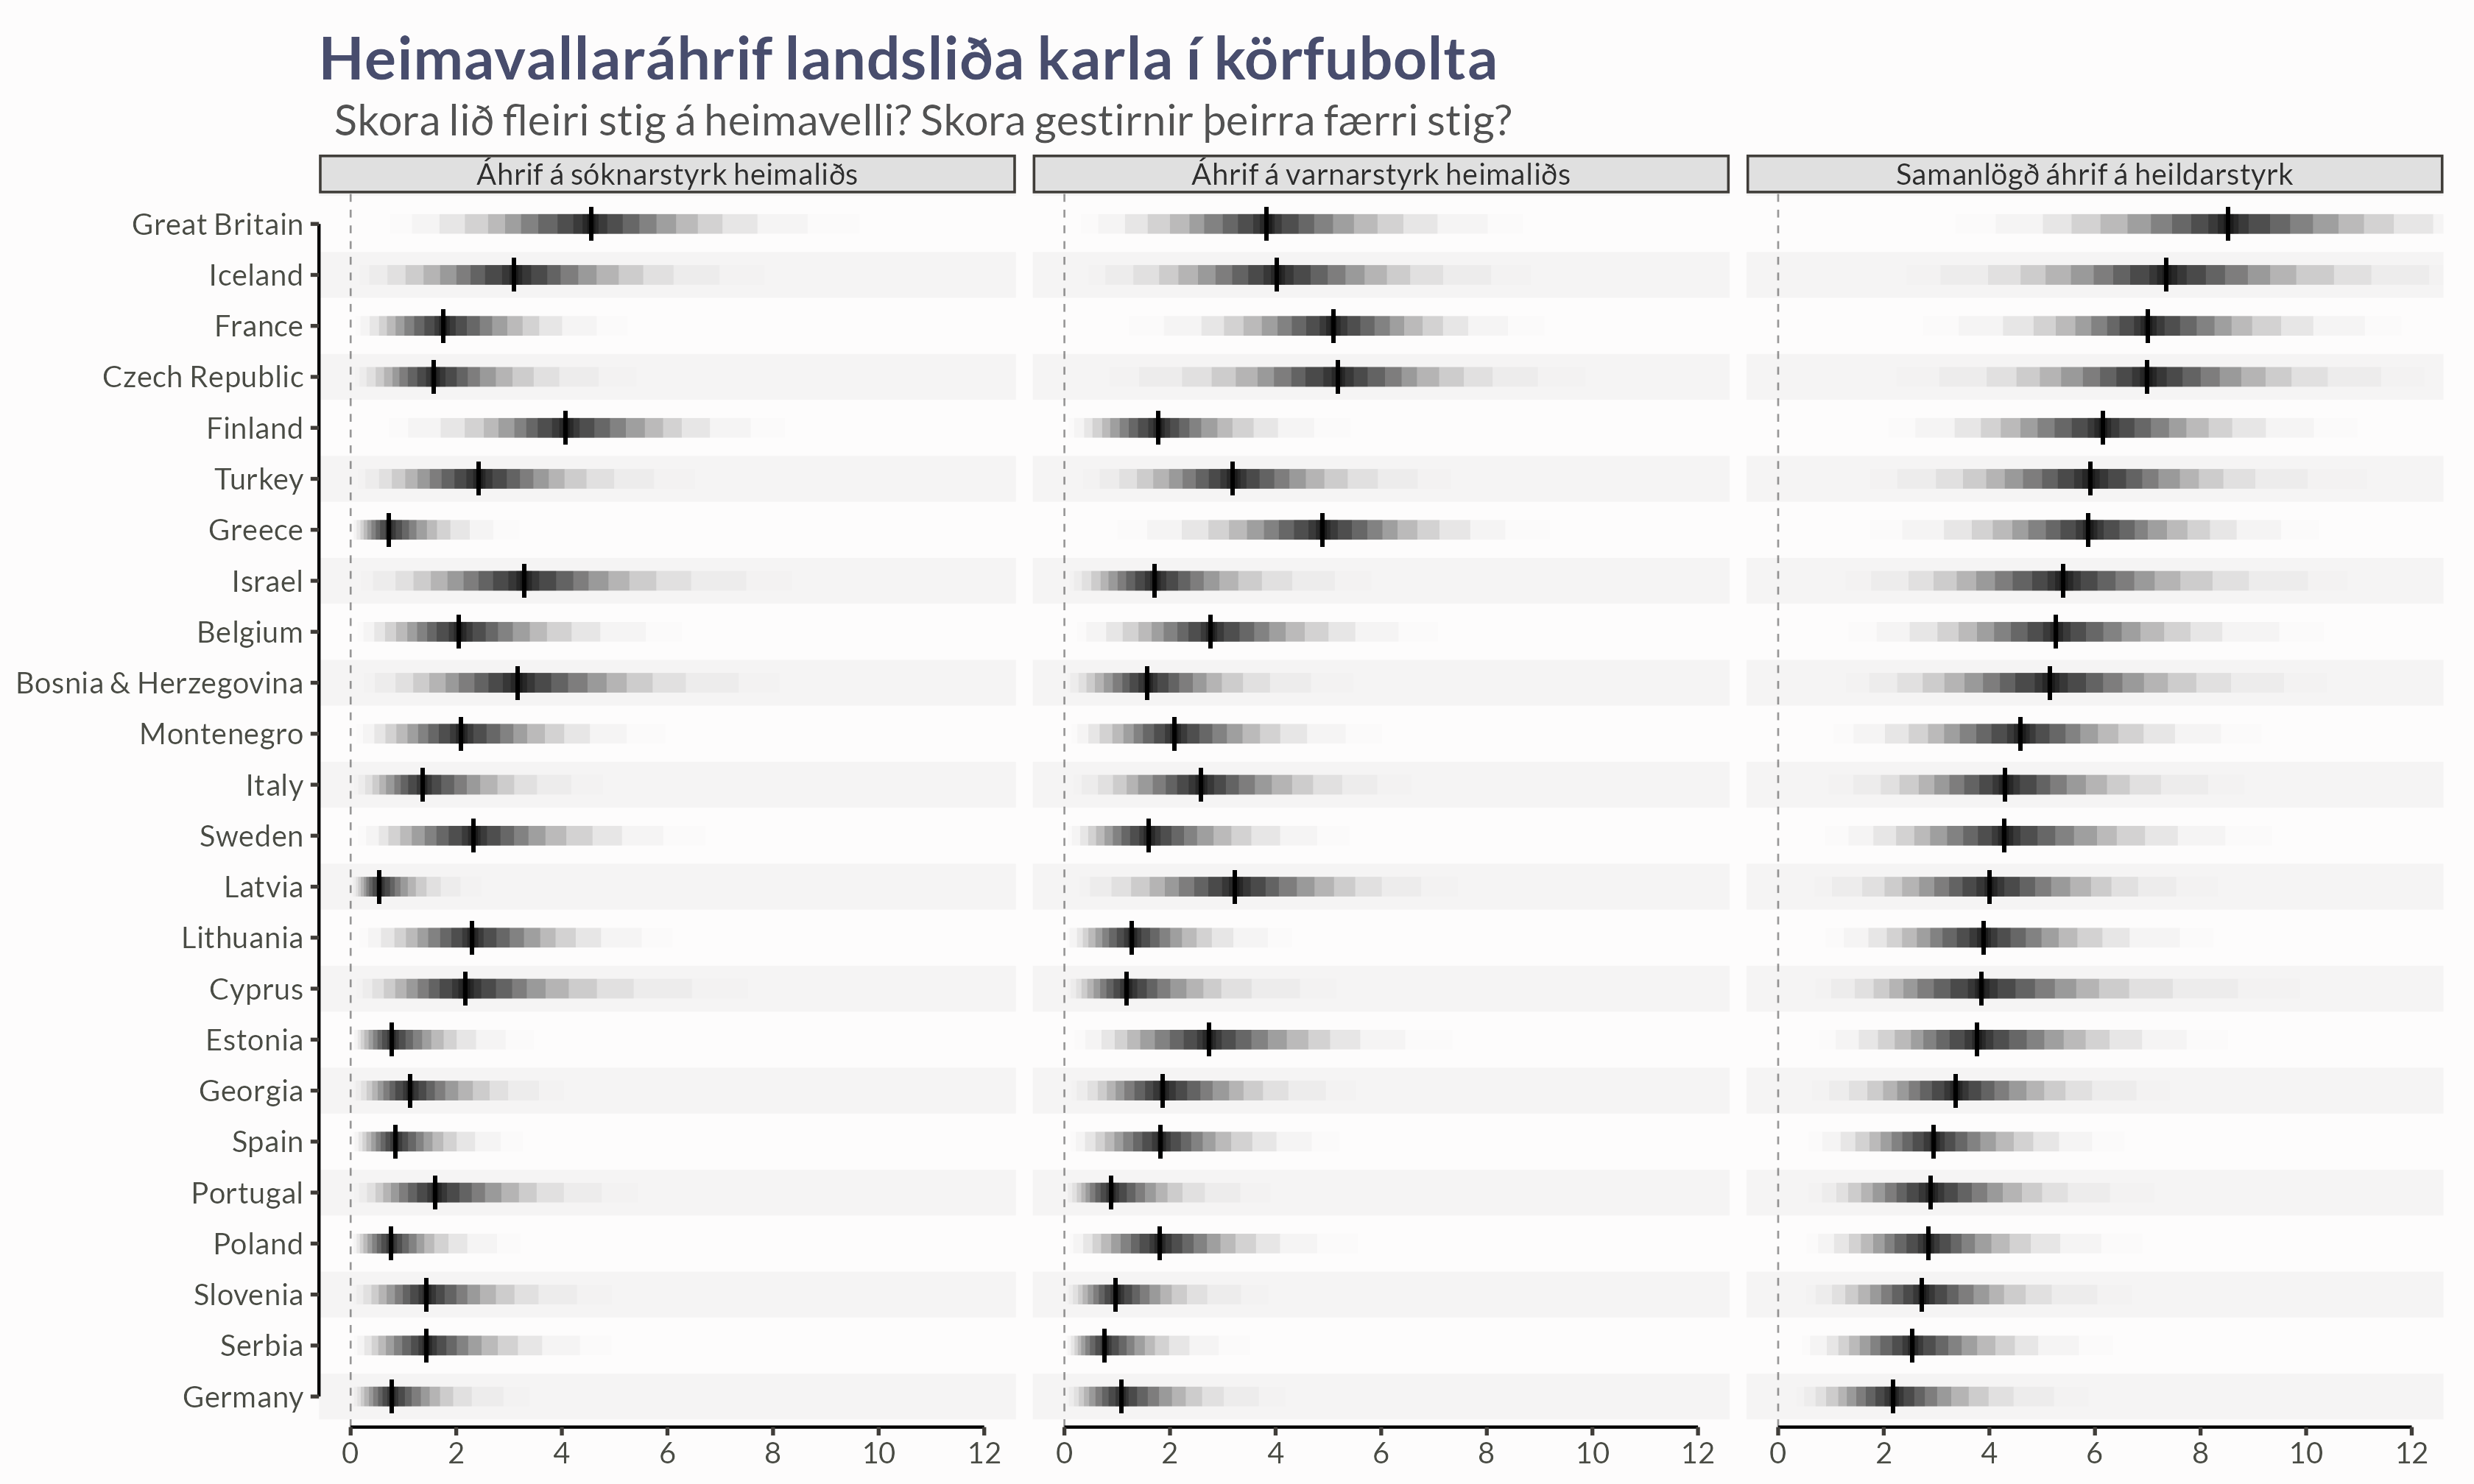 Heimavallaráhrif landsliða karla í körfubolta
Skora lið fleiri stig á heimavelli? Skora gestirnir þeirra færri stig?
Áhrif á sóknarstyrk heimaliðs
Áhrif á varnarstyrk heimaliðs
Samanlögð áhrif á heildarstyrk
Great Britain
Iceland
France
Czech Republic
Finland
Turkey
Greece
Israel
Belgium
Bosnia & Herzegovina
Montenegro
Italy
Sweden
Latvia
Lithuania
Cyprus
Estonia
Georgia
Spain
Portugal
Poland
Slovenia
Serbia
Germany
0 2 4 6 8 10 12
0 2 4 6 8 10 12
0 2 4 6 8 10 12